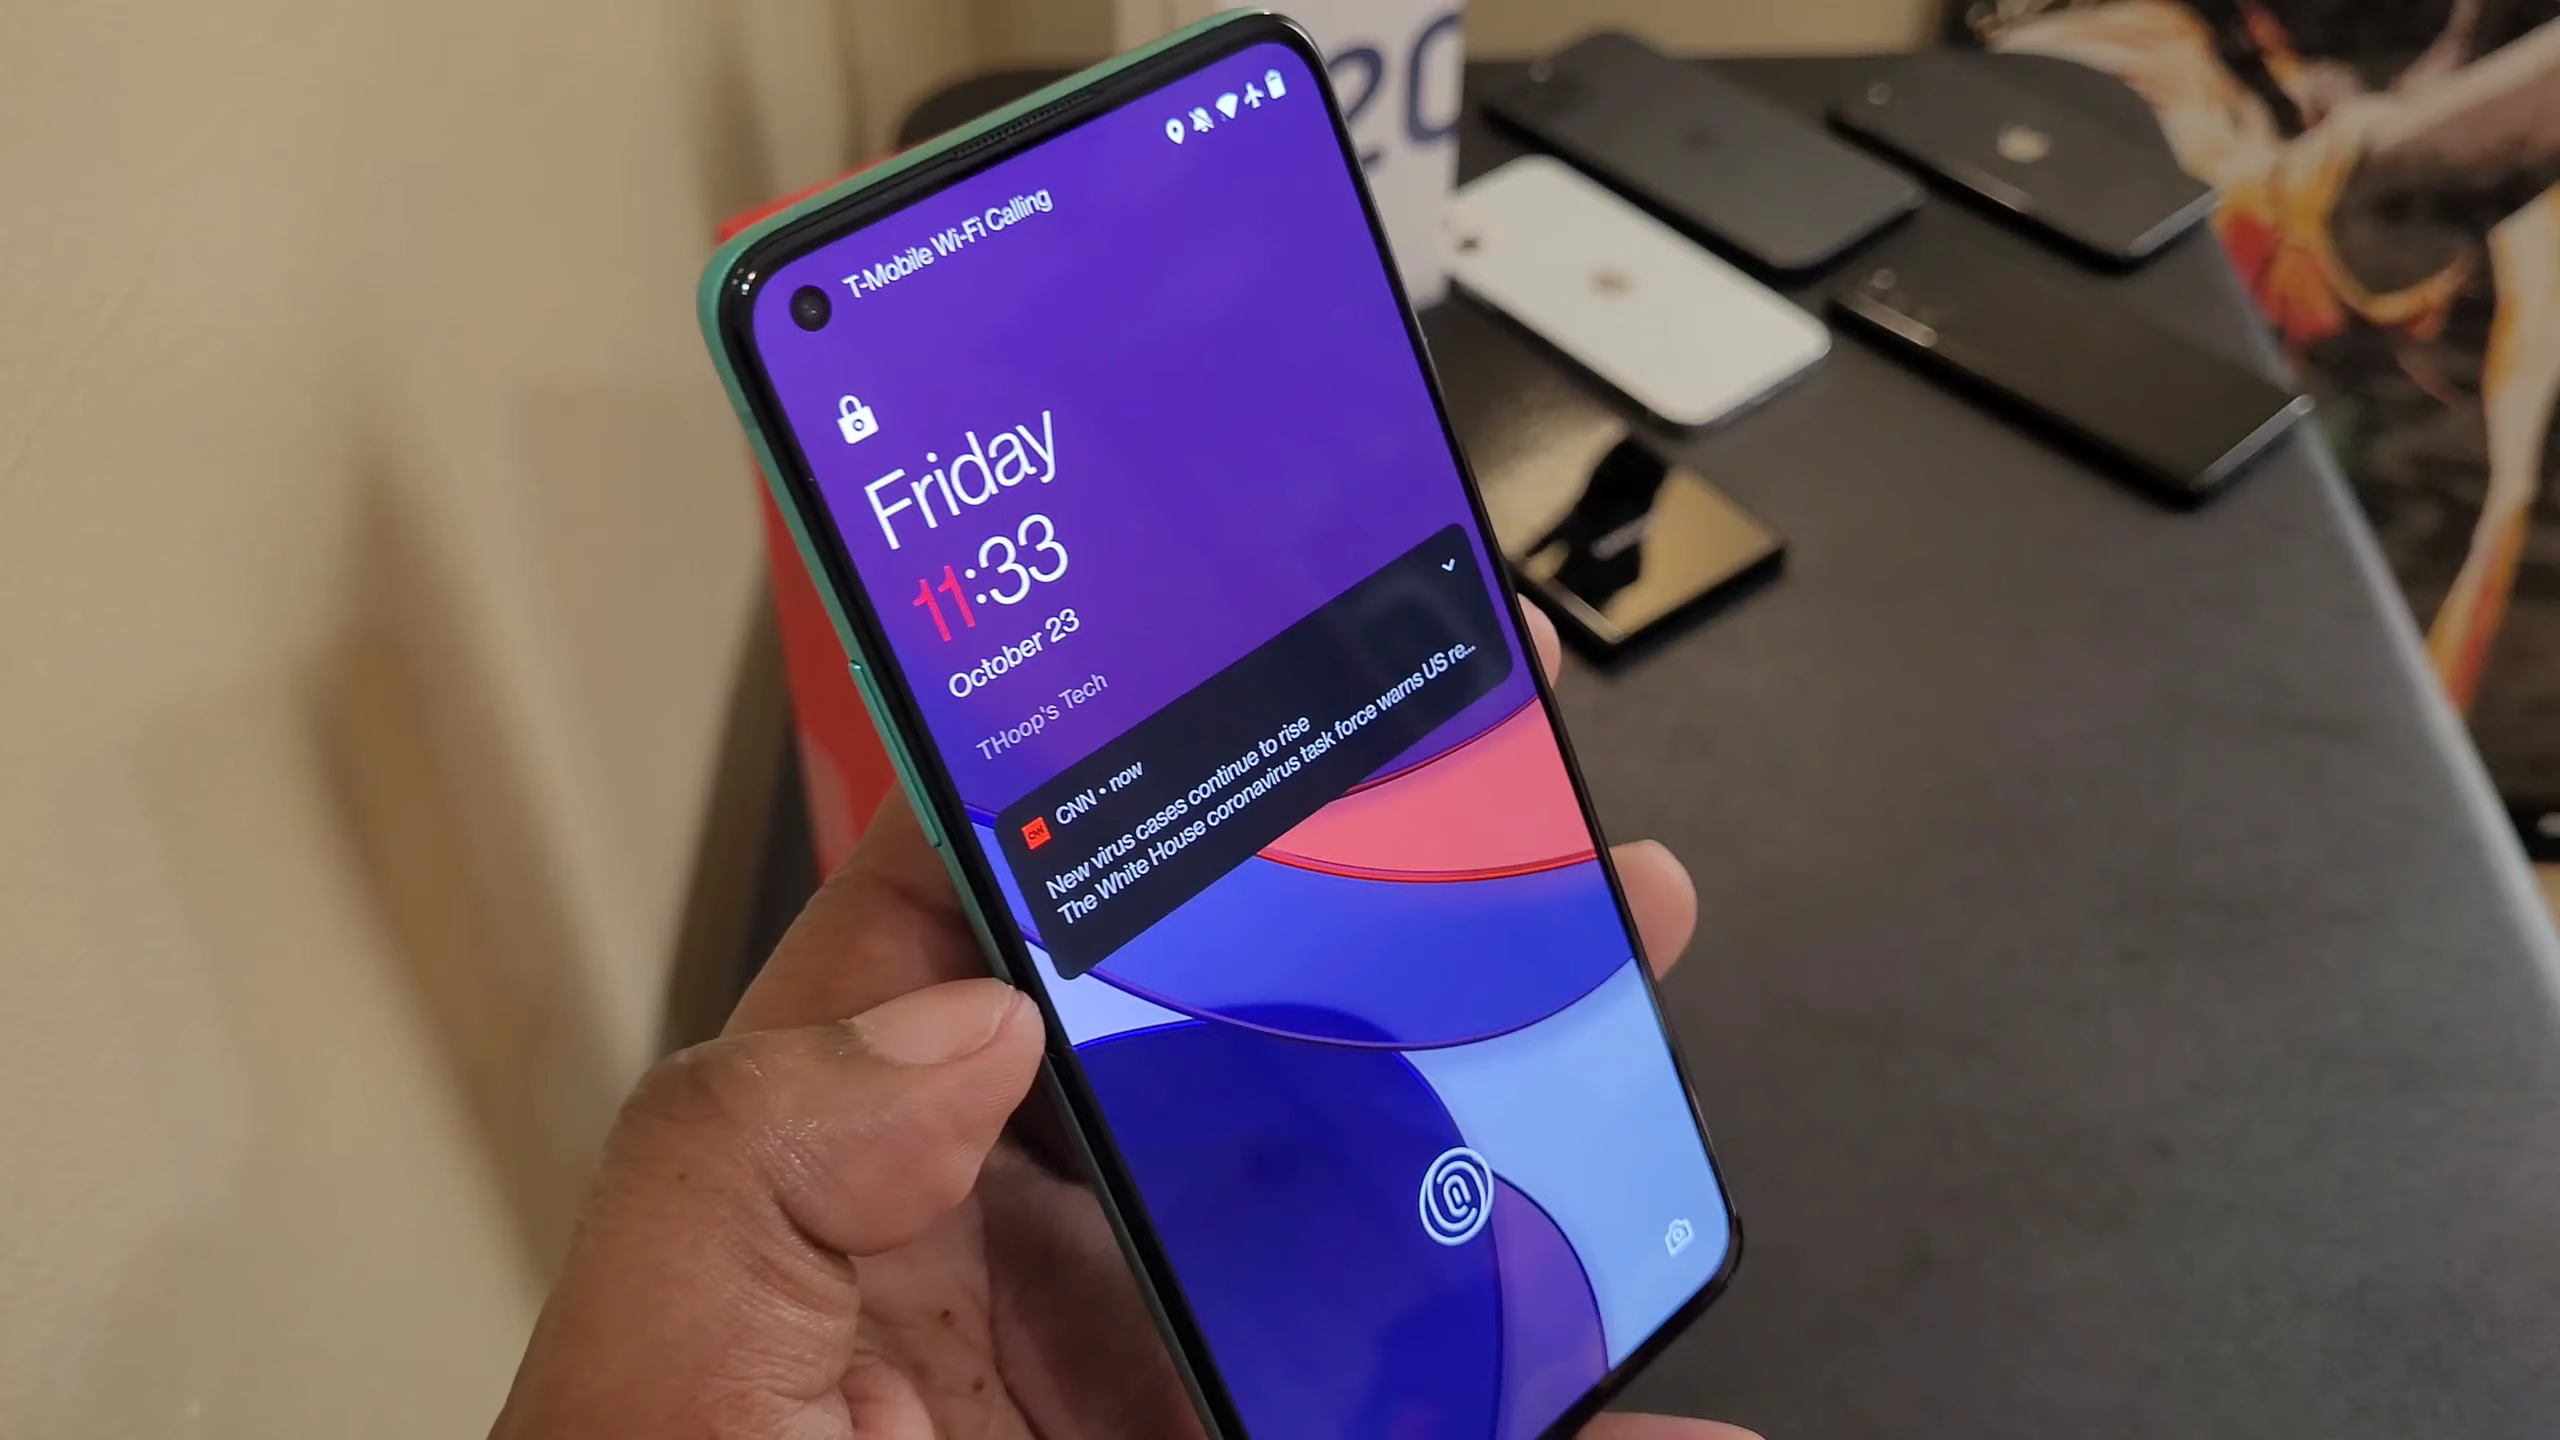 20
T-Mobile Wi-Fi Calling
Friday
11:33
October 23
THoop's Tech
CNN • now
New virus cases continue to rise
The White House coronavirus task force warns US re...